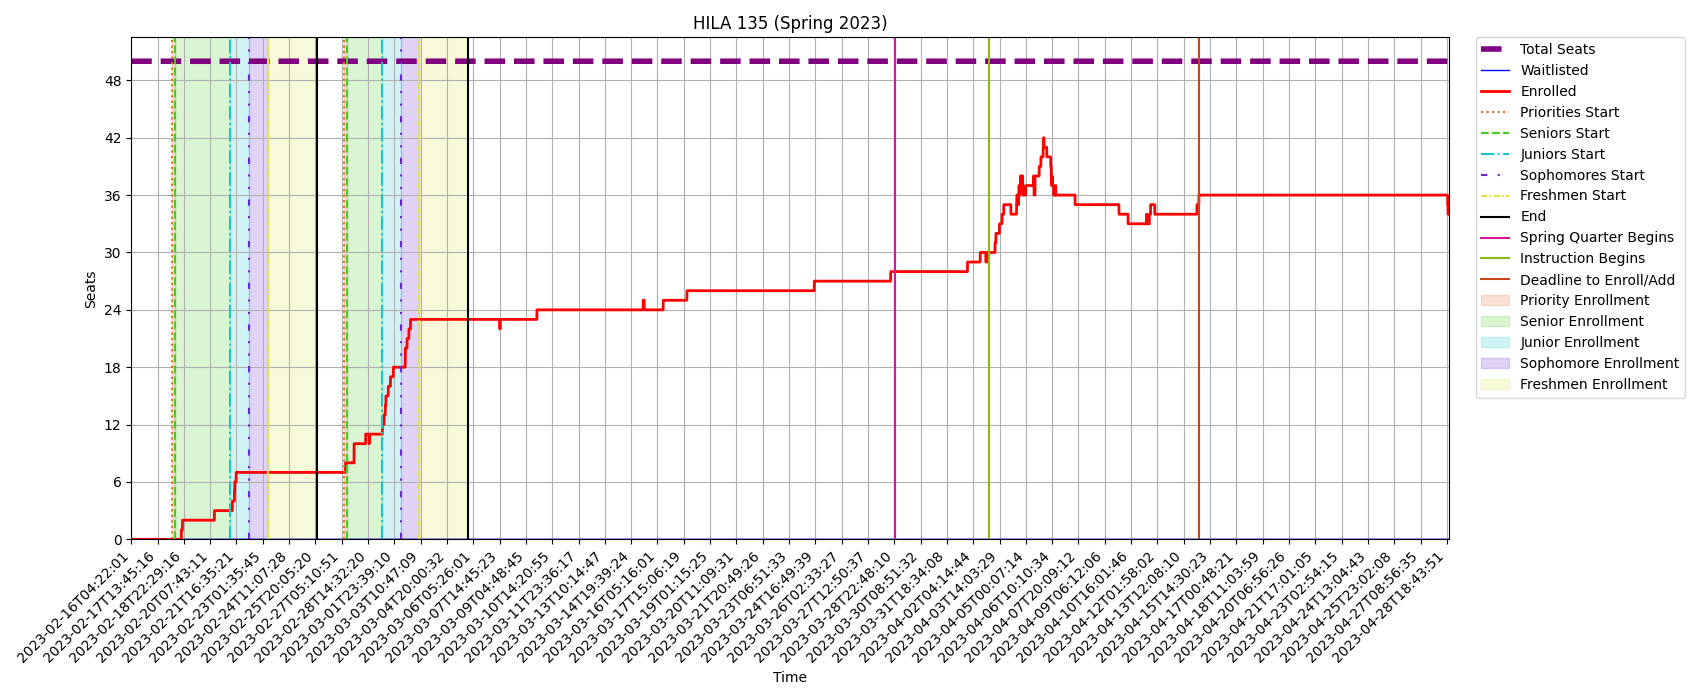 HILA 135 (Spring 2023)
Seats
48
42
36
30
24
18
12
6
0
2023-02-16T04:22:01
2023-02-17T13:45:16
2023-02-18T22:29:16
2023-02-20T07:43:11
2023-02-21T16:35:21
2023-02-23T01:35:45
2023-02-24T11:07:28
2023-02-25T20:05:20
2023-02-27T05:10:51
2023-02-28T14:32:20
2023-03-01T23:39:10
2023-03-03T10:47:09
2023-03-04T20:00:32
2023-03-06T05:26:01
2023-03-07T14:45:23
2023-03-09T04:48:45
2023-03-10T14:20:55
2023-03-11T23:36:17
2023-03-13T10:14:47
2023-03-14T19:39:24
2023-03-16T05:16:01
2023-03-17T15:06:19
2023-03-19T01:15:25
2023-03-20T11:09:31
2023-03-21T20:49:26
2023-03-23T06:51:33
2023-03-24T16:49:39
2023-03-26T02:33:27
2023-03-27T12:50:37
2023-03-28T22:48:10
2023-03-30T08:51:32
2023-03-31T18:34:08
2023-04-02T04:14:44
2023-04-03T14:03:29
2023-04-05T00:07:14
2023-04-06T10:10:34
2023-04-07T20:09:12
2023-04-09T06:12:06
2023-04-10T16:01:46
2023-04-12T01:58:02
2023-04-13T12:08:10
2023-04-15T14:30:23
2023-04-17T00:48:21
2023-04-18T11:03:59
2023-04-20T06:56:26
2023-04-21T17:01:05
2023-04-23T02:54:15
2023-04-24T13:04:43
2023-04-25T23:02:08
2023-04-27T08:56:35
2023-04-28T18:43:51
Time
Total Seats
Waitlisted
Enrolled
Priorities Start
Seniors Start
Juniors Start
Sophomores Start
Freshmen Start
End
Spring Quarter Begins
Instruction Begins
Deadline to Enroll/Add
Priority Enrollment
Senior Enrollment
Junior Enrollment
Sophomore Enrollment
Freshmen Enrollment